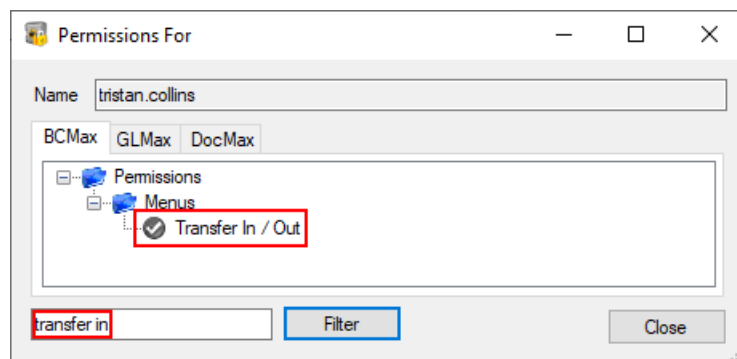 Permissions For
Name tristan.collins
BCMax GLMax DocMax
Permissions
Menus
Transfer In / Out
transfer in Filter Close